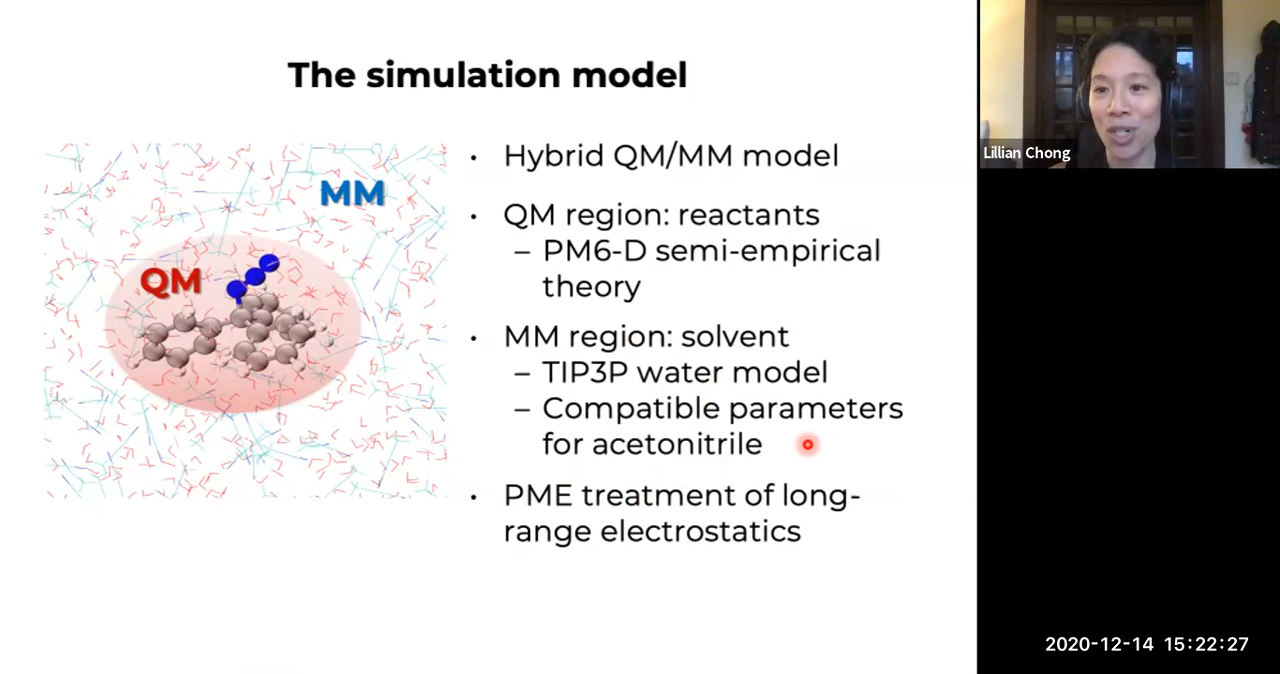 The simulation model
MM
QM
• Hybrid QM/MM model
• QM region: reactants
– PM6-D semi-empirical
theory
• MM region: solvent
– TIP3P water model
– Compatible parameters
for acetonitrile
• PME treatment of long-
range electrostatics
Lillian Chong
2020-12-14 15:22:27